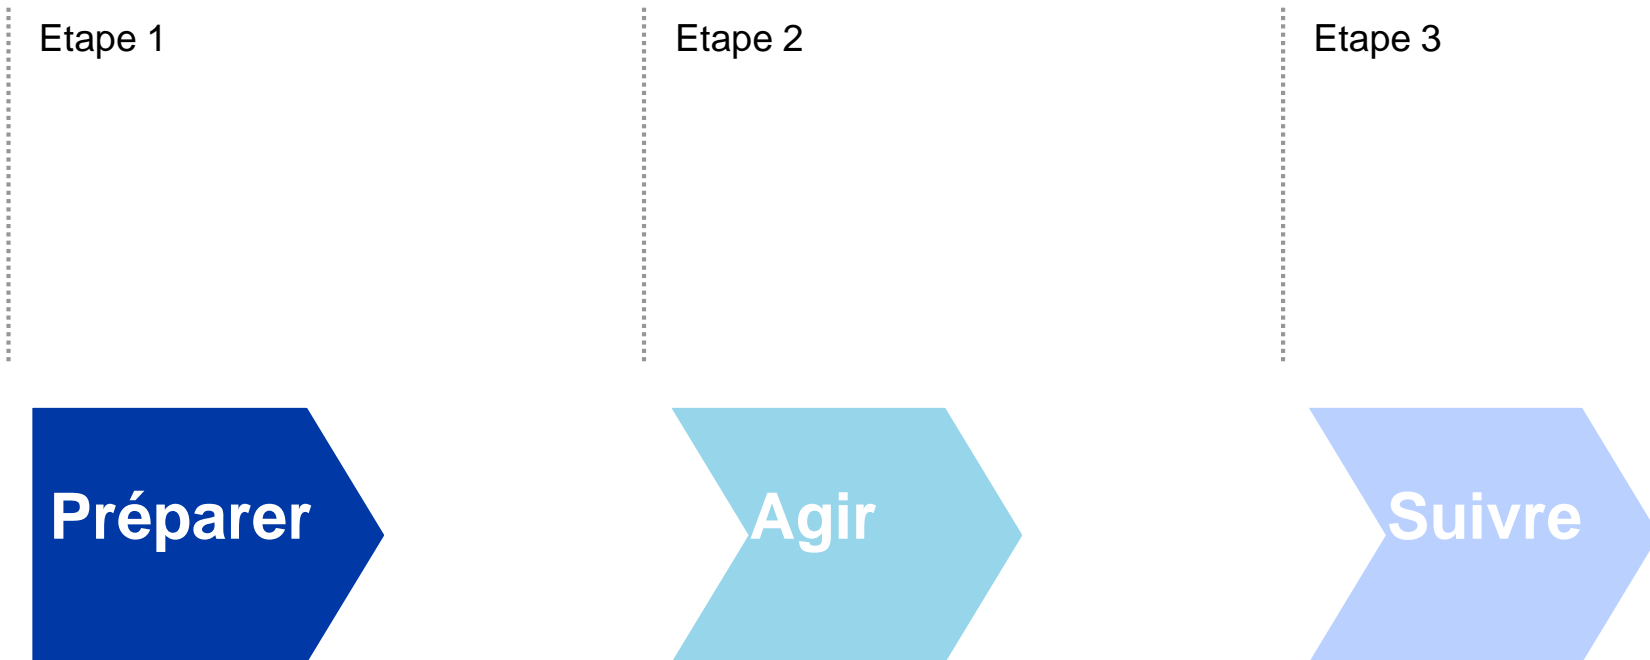 Etape 1
Etape 2
Etape 3
Préparer
Agir
Suivre